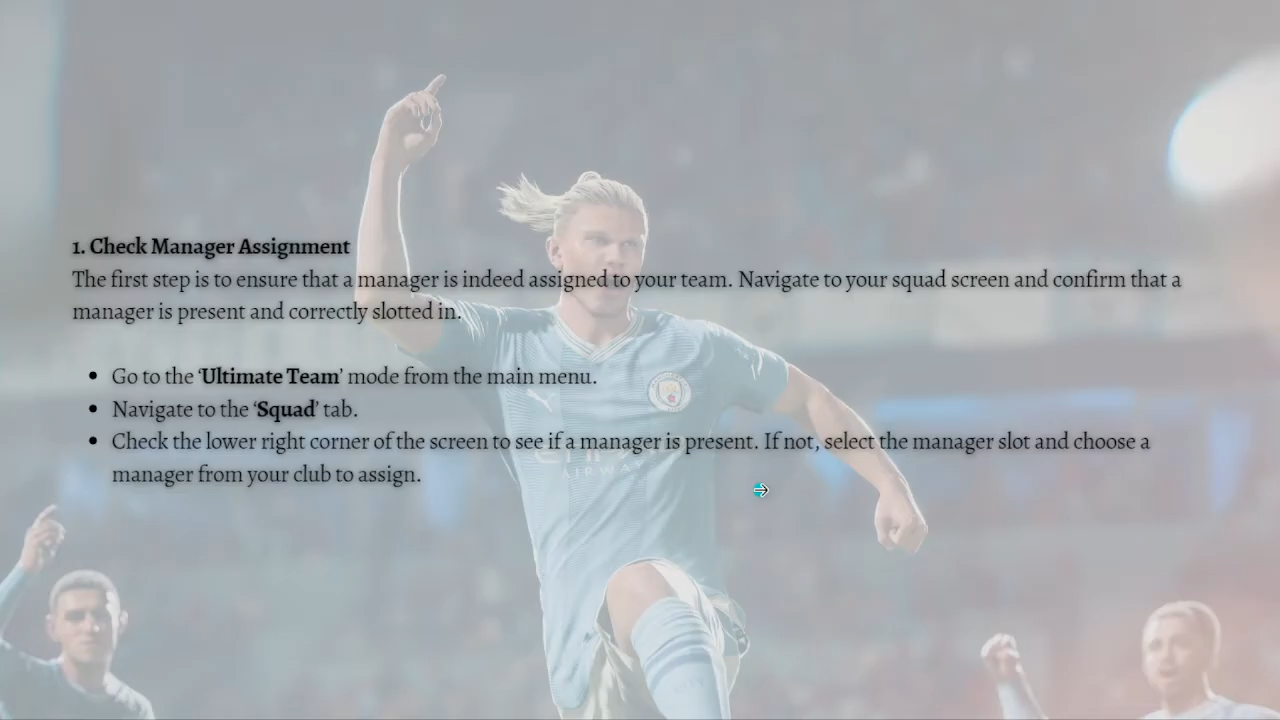 1. Check Manager Assignment
The first step is to ensure that a manager is indeed assigned to your team. Navigate to your squad screen and confirm that a
manager is present and correctly slotted in.
• Go to the ‘Ultimate Team’ mode from the main menu.
• Navigate to the ‘Squad’ tab.
• Check the lower right corner of the screen to see if a manager is present. If not, select the manager slot and choose a
manager from your club to assign.
AIRWAY